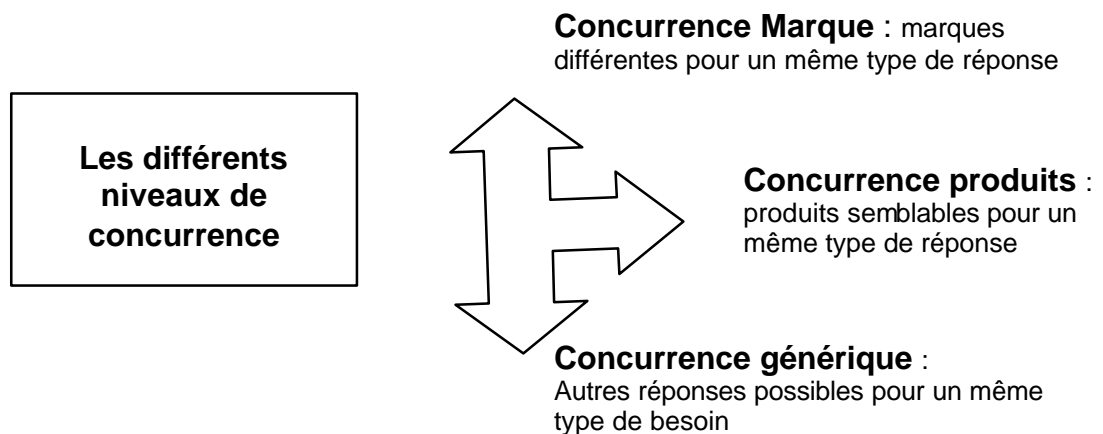 Concurrence Marque : marques
différentes pour un même type de réponse
Les différents
niveaux de
concurrence
Concurrence produits :
produits semblables pour un
même type de réponse
Concurrence générique :
Autres réponses possibles pour un même
type de besoin